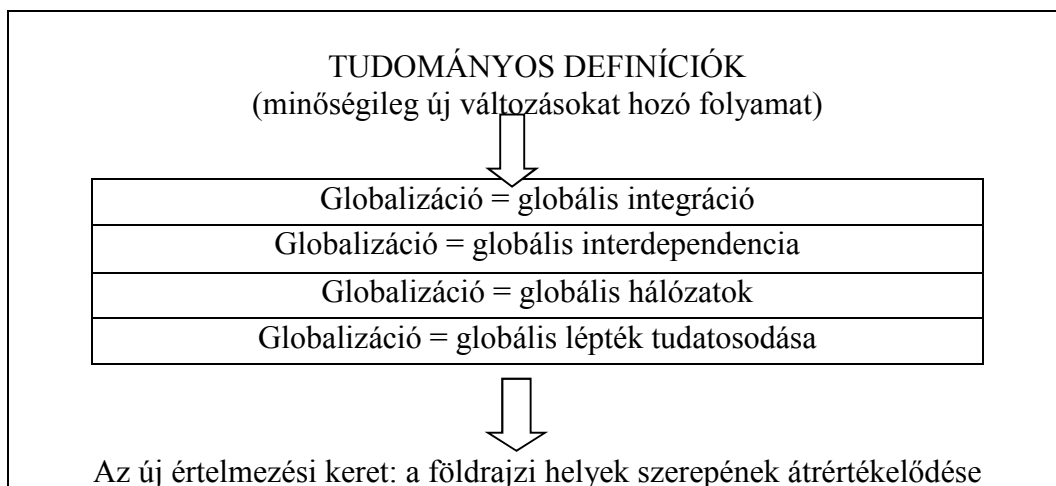 TUDOMÁNYOS DEFINÍCIÓK
(minőségileg új változásokat hozó folyamat)
Globalizáció = globális integráció
Globalizáció = globális interdependencia
Globalizáció = globális hálózatok
Globalizáció = globális lépték tudatosodása
Az új értelmezési keret: a földrajzi helyek szerepének átrértékelődése